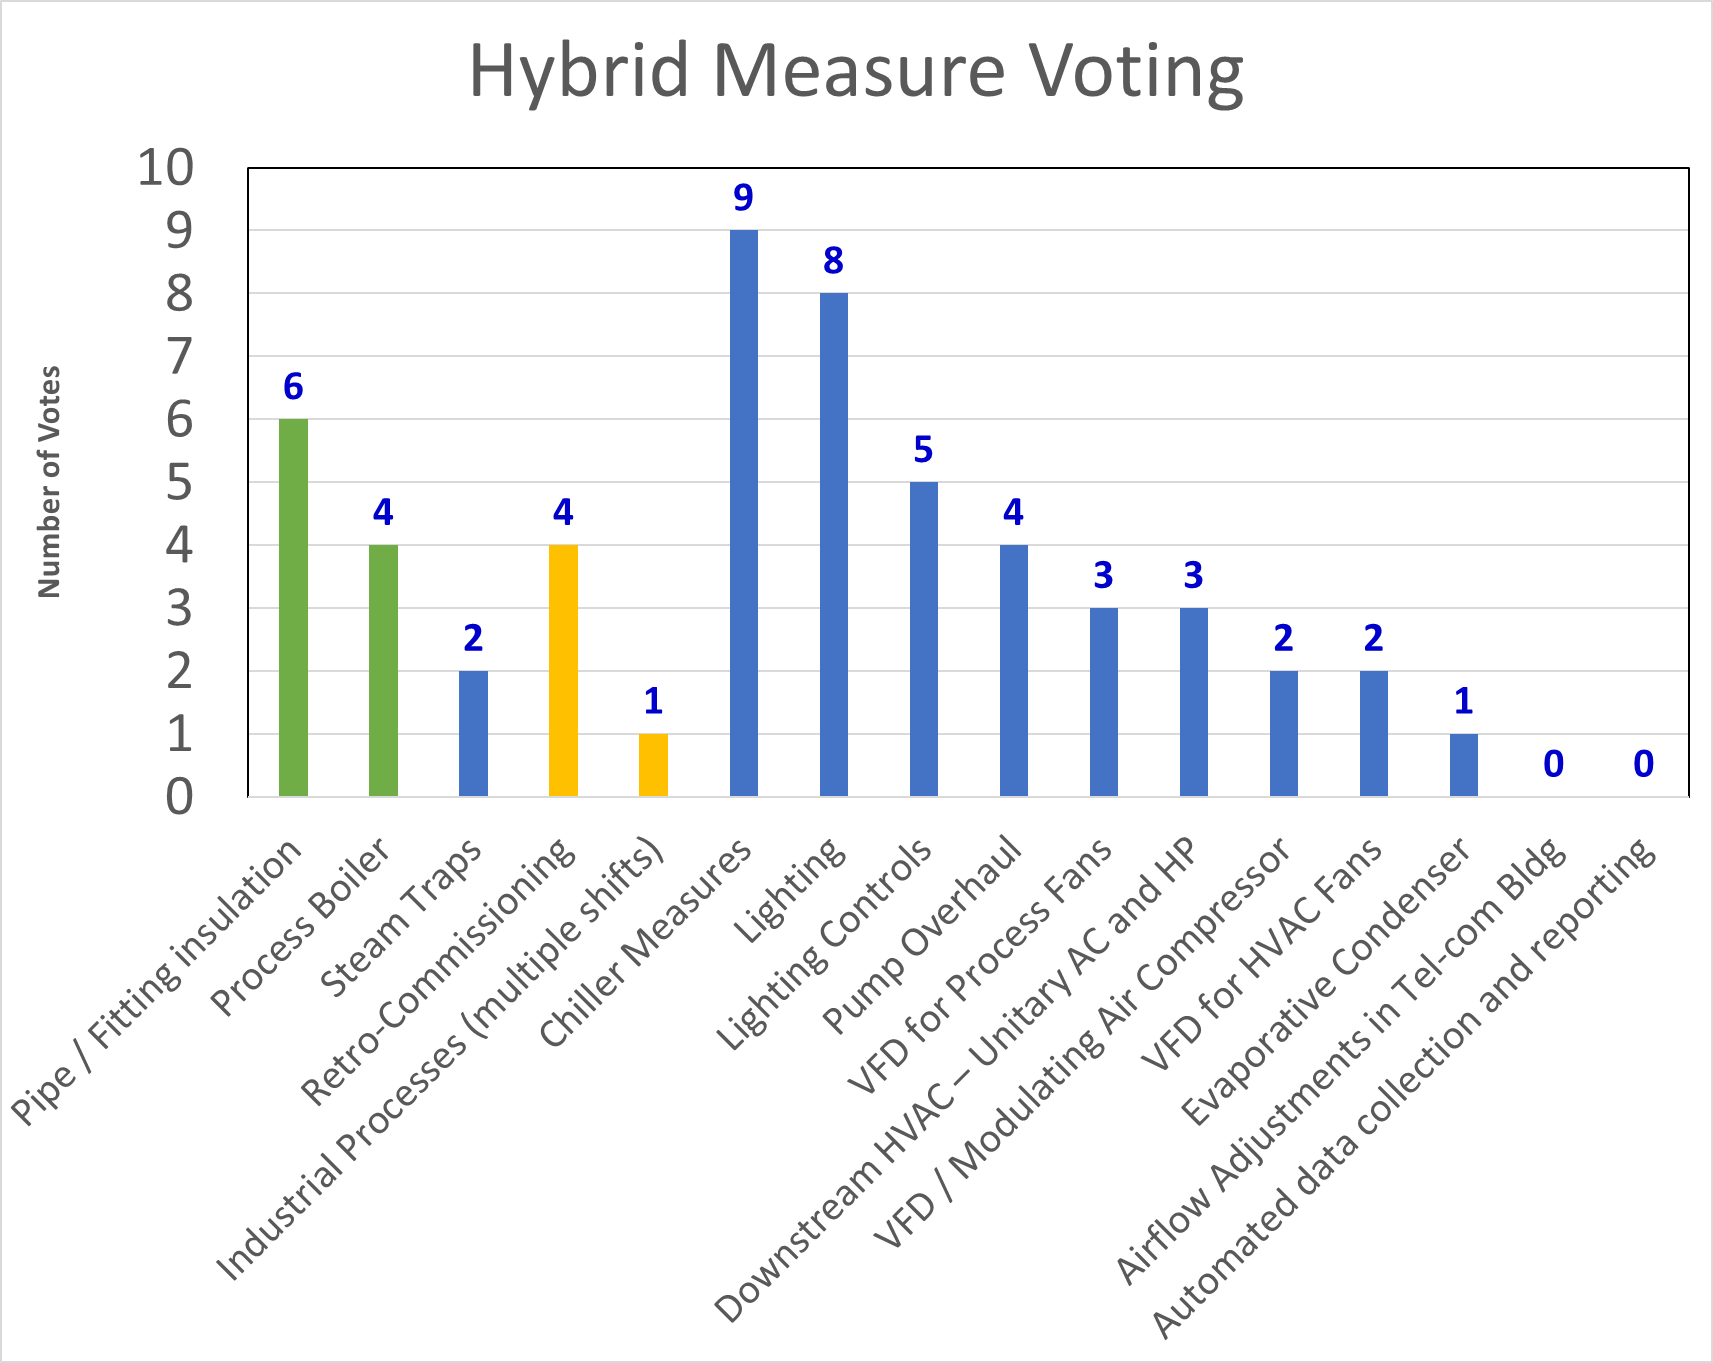 Hybrid Measure Voting
Number of Votes
10
9
8
7
6
5
4
3
2
1
0
6
4
2
4
1
9
8
5
4
3
3
2
2
1
0
0
Pipe / Fitting insulation
Process Boiler
Steam Traps
Retro-Commissioning
Industrial Processes (multiple shifts)
Chiller Measures
Lighting
Lighting Controls
Pump Overhaul
VFD for Process Fans
Downstream HVAC – Unitary AC and HP
VFD / Modulating Air Compressor
VFD for HVAC Fans
Evaporative Condenser
Airflow Adjustments in Tel-com Bldg
Automated data collection and reporting